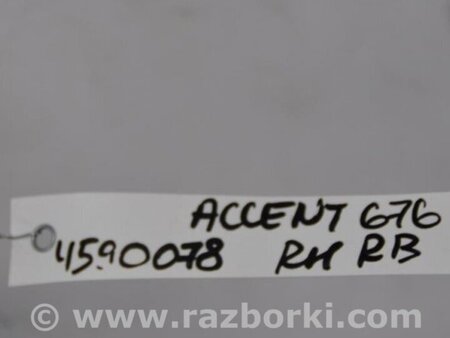 ACCENT 676
4590078 RH RB
www.razborki.com